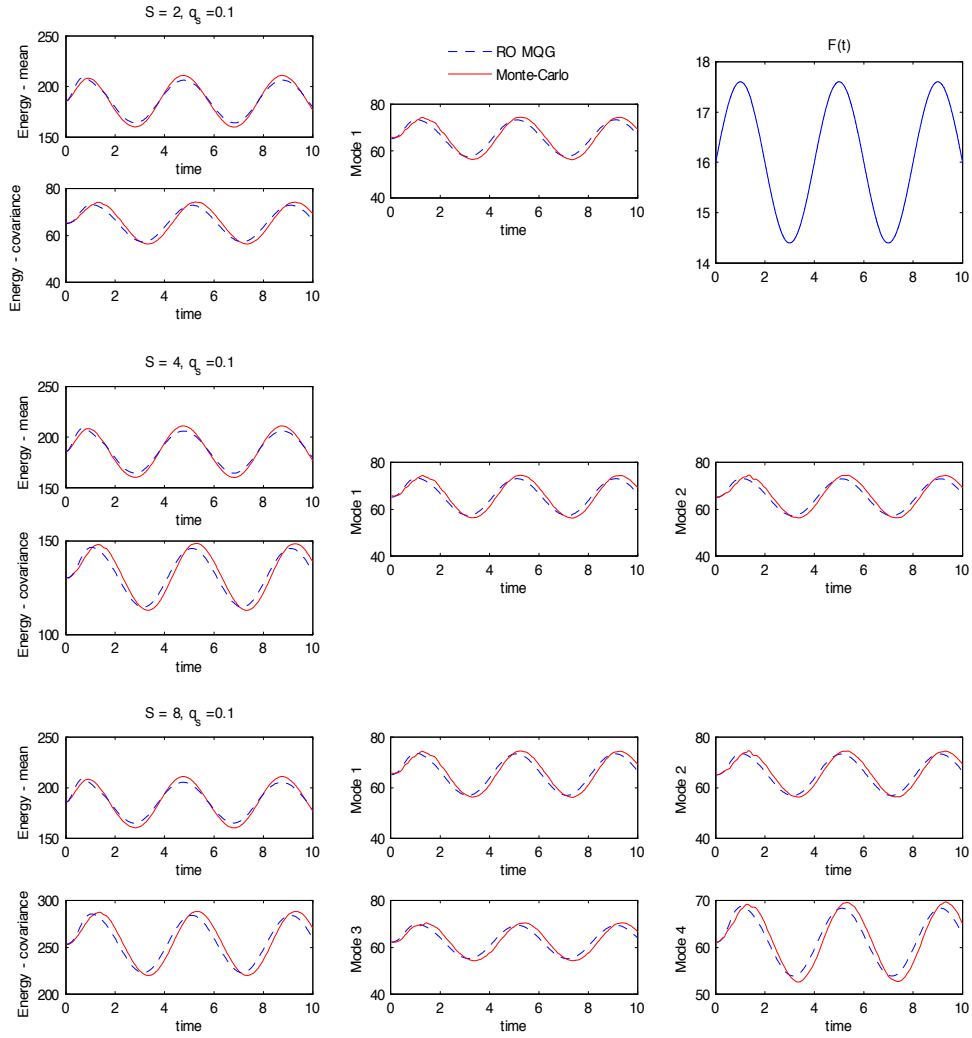 S = 2, q_s =0.1
Energy - mean
250
200
150
0 2 4 6 8 10
time
RO MQG
Monte-Carlo
Mode 1
80
60
40
0 2 4 6 8 10
time
F(t)
18
17
16
15
14
0 2 4 6 8 10
Energy - covariance
80
60
40
0 2 4 6 8 10
time
S = 4, q_s =0.1
Energy - mean
250
200
150
0 2 4 6 8 10
time
Mode 1
80
60
40
0 2 4 6 8 10
time
Mode 2
80
60
40
0 2 4 6 8 10
time
Energy - covariance
150
100
0 2 4 6 8 10
time
S = 8, q_s =0.1
Energy - mean
250
200
150
0 2 4 6 8 10
time
Mode 1
80
60
40
0 2 4 6 8 10
time
Mode 2
80
60
40
0 2 4 6 8 10
time
Energy - covariance
300
250
200
0 2 4 6 8 10
time
Mode 3
80
60
40
0 2 4 6 8 10
time
Mode 4
70
60
50
0 2 4 6 8 10
time